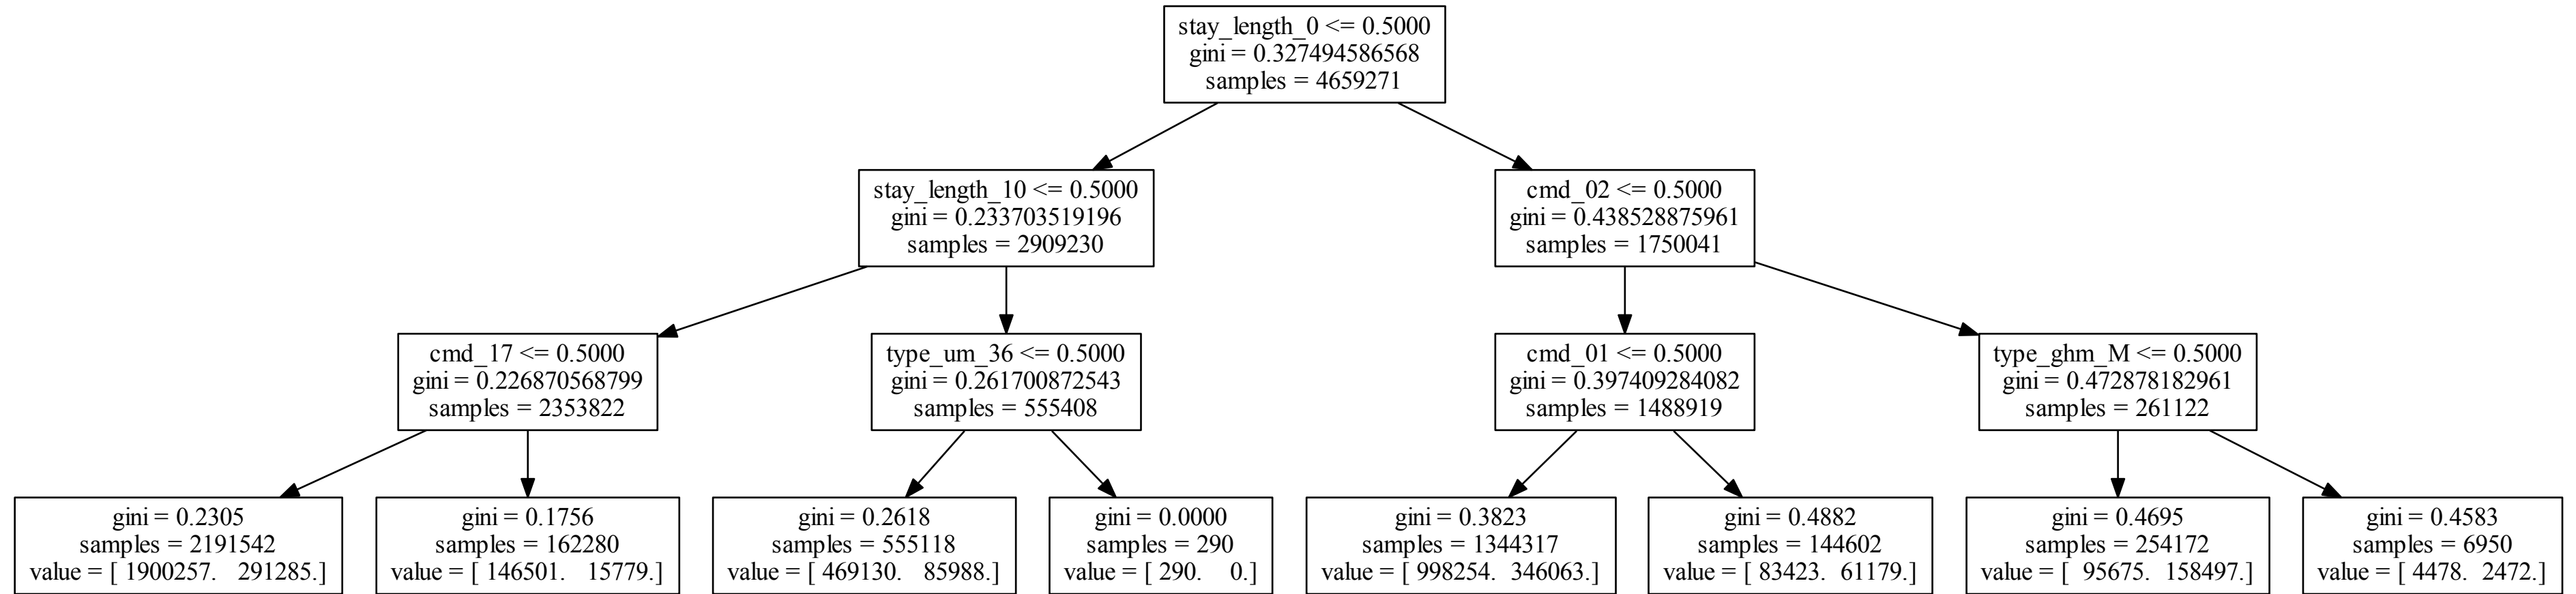 stay_length_0 <= 0.5000
gini = 0.327494586568
samples = 4659271
stay_length_10 <= 0.5000
gini = 0.233703519196
samples = 2909230
cmd_02 <= 0.5000
gini = 0.438528875961
samples = 1750041
cmd_17 <= 0.5000
gini = 0.226870568799
samples = 2353822
type_um_36 <= 0.5000
gini = 0.261700872543
samples = 555408
cmd_01 <= 0.5000
gini = 0.397409284082
samples = 1488919
type_ghm_M <= 0.5000
gini = 0.472878182961
samples = 261122
gini = 0.2305
samples = 2191542
value = [ 1900257.   291285.]
gini = 0.1756
samples = 162280
value = [ 146501.   15779.]
gini = 0.2618
samples = 555118
value = [ 469130.   85988.]
gini = 0.0000
samples = 290
value = [ 290.     0.]
gini = 0.3823
samples = 1344317
value = [ 998254.  346063.]
gini = 0.4882
samples = 144602
value = [ 83423.  61179.]
gini = 0.4695
samples = 254172
value = [  95675.  158497.]
gini = 0.4583
samples = 6950
value = [ 4478.  2472.]